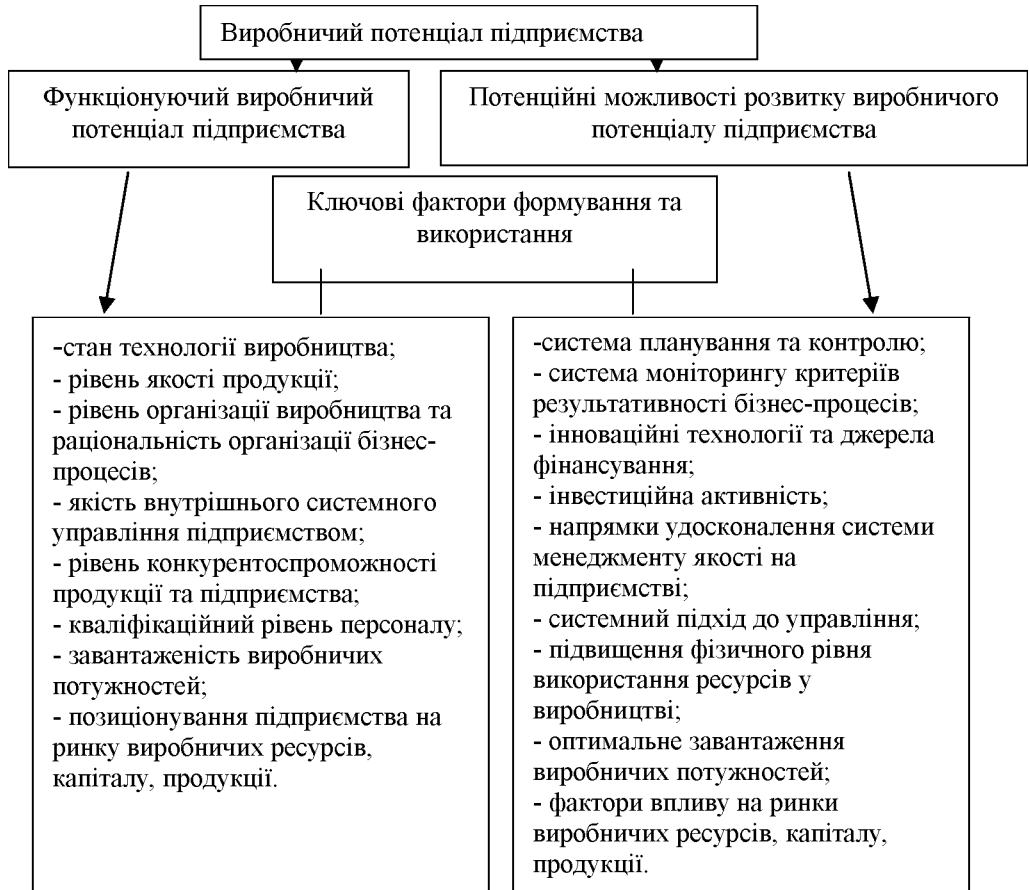 Виробничий потенціал підприємства
Функціонуючий виробничий
потенціал підприємства
Потенційні можливості розвитку виробничого
потенціалу підприємства
Ключові фактори формування та
використання
-стан технології виробництва;
- рівень якості продукції;
- рівень організації виробництва та
раціональність організації бізнес-
процесів;
- якість внутрішнього системного
управління підприємством;
- рівень конкурентоспроможності
продукції та підприємства;
- кваліфікаційний рівень персоналу;
- завантаженість виробничих
потужностей;
- позиціонування підприємства на
ринку виробничих ресурсів,
капіталу, продукції.
-система планування та контролю;
- система моніторингу критеріїв
результативності бізнес-процесів;
- інноваційні технології та джерела
фінансування;
- інвестиційна активність;
- напрямки удосконалення системи
менеджменту якості на
підприємстві;
- системний підхід до управління;
- підвищення фізичного рівня
використання ресурсів у
виробництві;
- оптимальне завантаження
виробничих потужностей;
- фактори впливу на ринки
виробничих ресурсів, капіталу,
продукції.